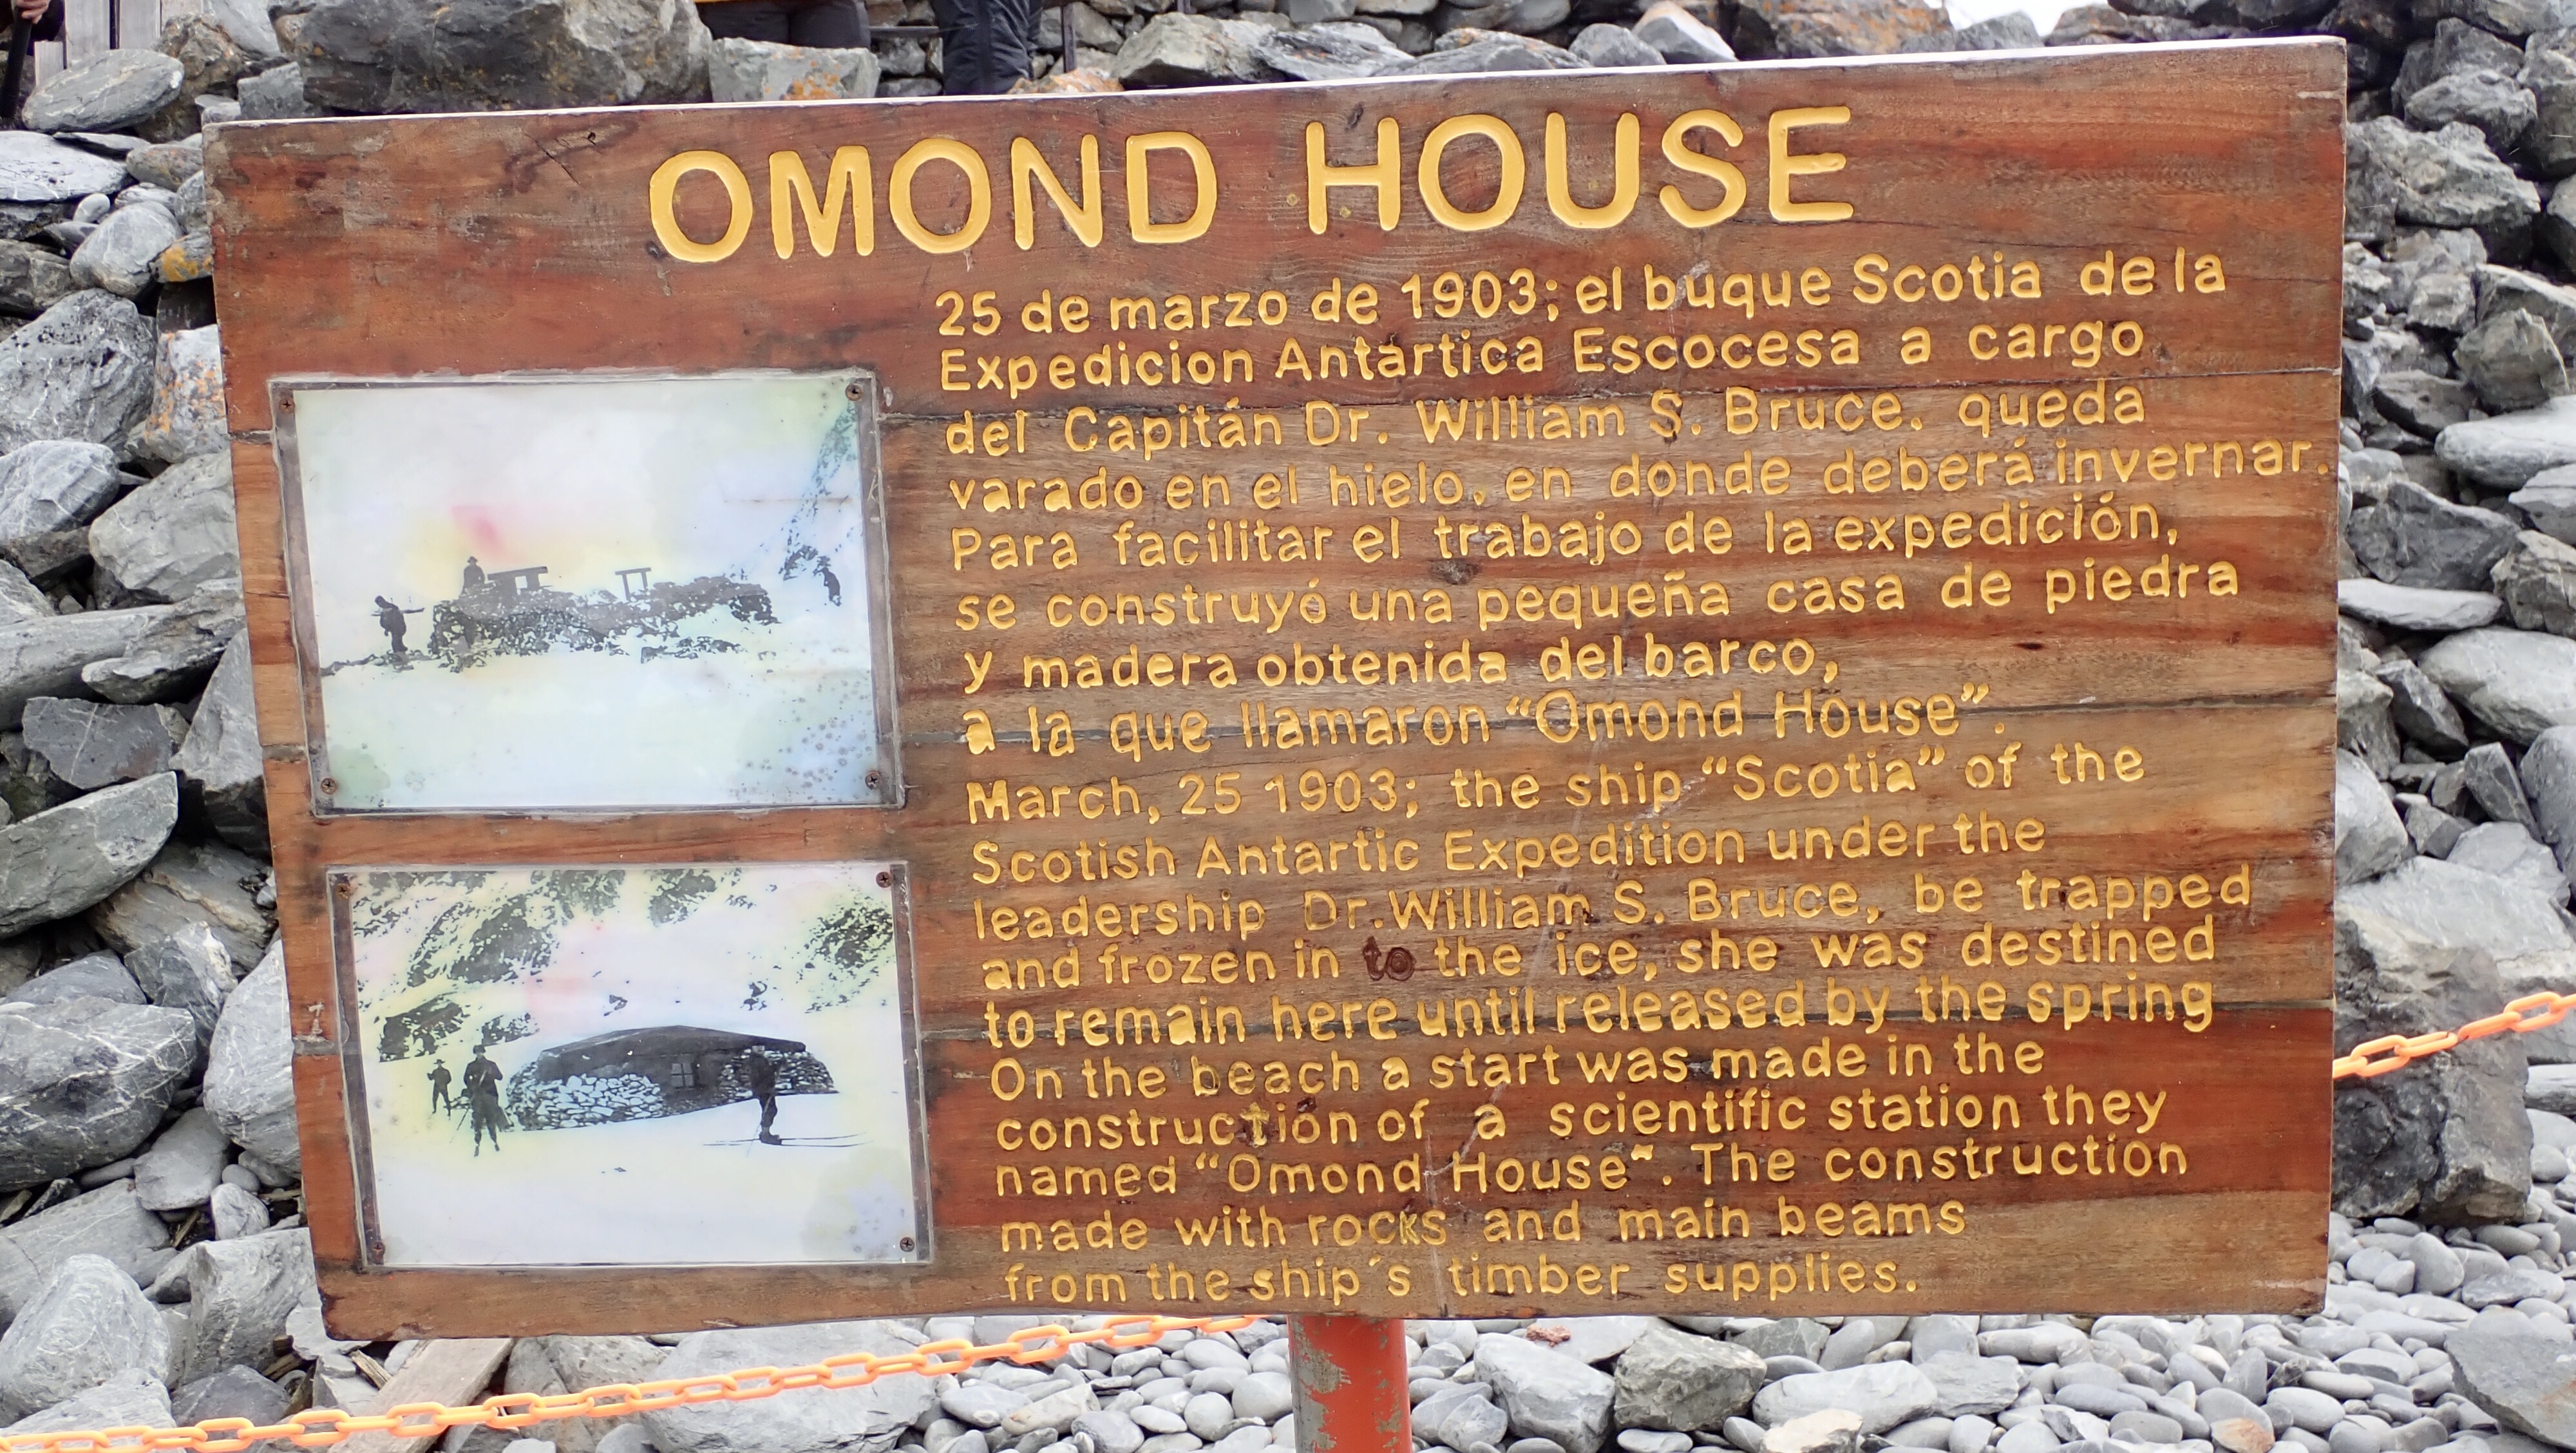 OMOND HOUSE
25 de marzo de 1903; el buque Scotia de la
Expedicion Antartica Escocesa a cargo
del Capitán Dr. William S. Bruce, queda
varado en el hielo, en donde deberá invernar.
Para facilitar el trabajo de la expedición,
se construyó una pequeña casa de piedra
y madera obtenida del barco,
a la que llamaron “Omond House”.
March, 25 1903; the ship “Scotia” of the
Scotish Antartic Expedition under the
leadership Dr. William S. Bruce, be trapped
and frozen in to the ice, she was destined
to remain here until released by the spring
On the beach a start was made in the
construction of a scientific station they
named “Omond House”. The construction
made with rocks and main beams
from the ship´s timber supplies.